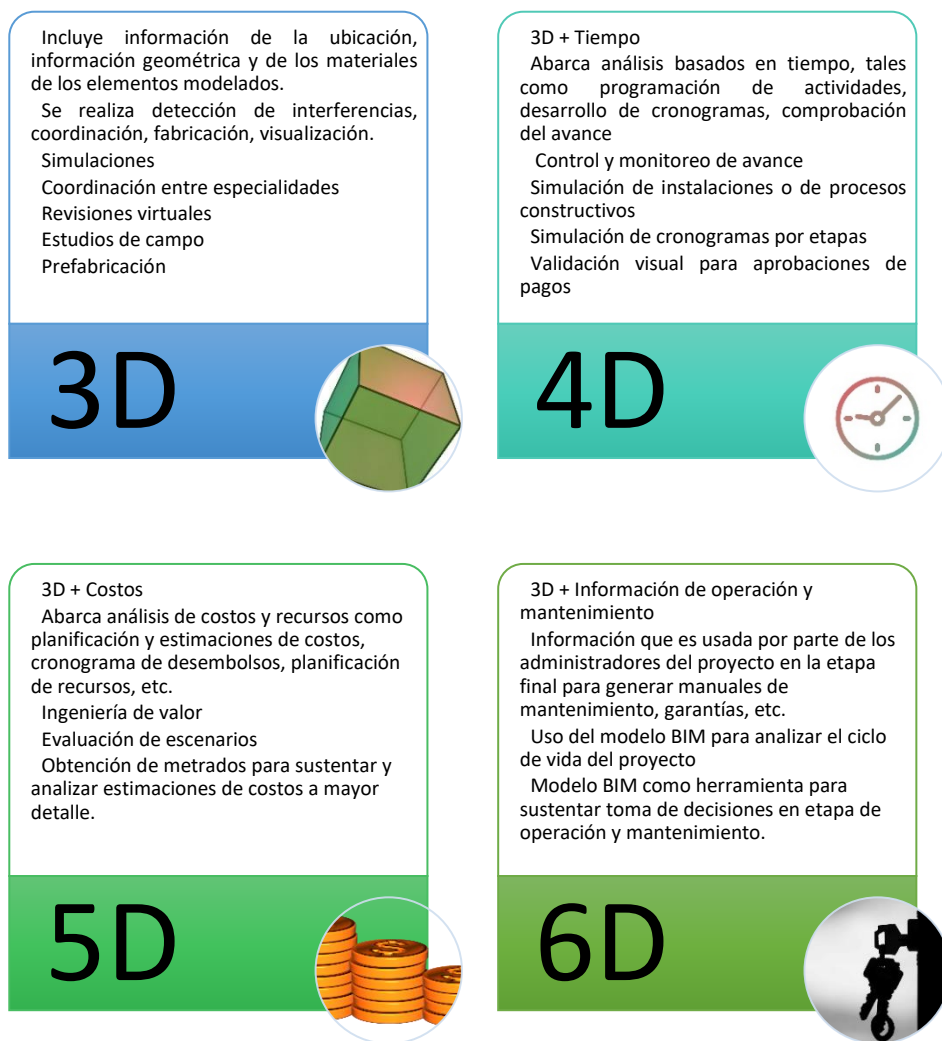 Incluye información de la ubicación,
información geométrica y de los materiales
de los elementos modelados.
Se realiza detección de interferencias,
coordinación, fabricación, visualización.
Simulaciones
Coordinación entre especialidades
Revisiones virtuales
Estudios de campo
Prefabricación
3D
3D + Tiempo
Abarca análisis basados en tiempo, tales
como programación de actividades,
desarrollo de cronogramas, comprobación
del avance
Control y monitoreo de avance
Simulación de instalaciones o de procesos
constructivos
Simulación de cronogramas por etapas
Validación visual para aprobaciones de
pagos
4D
3D + Costos
Abarca análisis de costos y recursos como
planificación y estimaciones de costos,
cronograma de desembolsos, planificación
de recursos, etc.
Ingeniería de valor
Evaluación de escenarios
Obtención de metrados para sustentar y
analizar estimaciones de costos a mayor
detalle.
5D
3D + Información de operación y
mantenimiento
Información que es usada por parte de los
administradores del proyecto en la etapa
final para generar manuales de
mantenimiento, garantías, etc.
Uso del modelo BIM para analizar el ciclo
de vida del proyecto
Modelo BIM como herramienta para
sustentar toma de decisiones en etapa de
operación y mantenimiento.
6D